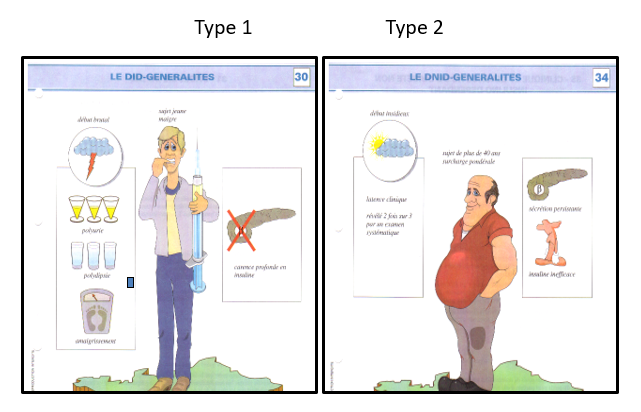 Type 1
Type 2
LE DID-GENERALITES
30
sujet jeune
maigre
début brutal
polyurie
polydipsie
amaigrissement
carence profonde en
insuline
LE DNID-GENERALITES
34
début insidieux
sujet de plus de 40 ans
surcharge pondérale
latence clinique
révélé 2 fois sur 3
par un examen
systématique
sécrétion persistante
insuline inefficace